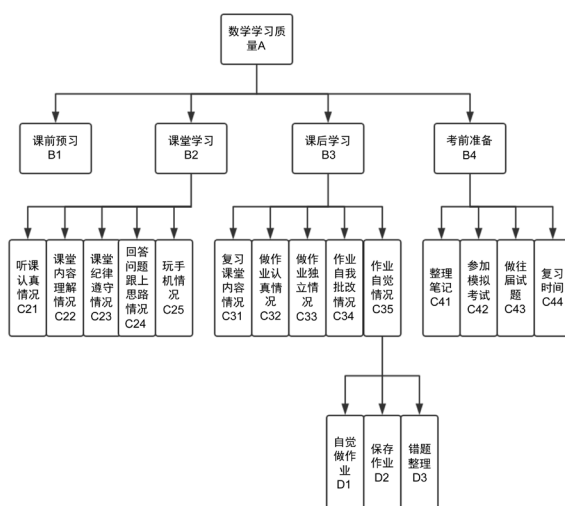 数学学习质
量A
课前预习
B1
课堂学习
B2
课后学习
B3
考前准备
B4
听课
认真
情况
C21
课堂
内容
理解
情况
C22
课堂
纪律
遵守
情况
C23
回答
问题
跟上
思路
情况
C24
玩手
机情
况
C25
复习
课堂
内容
情况
C31
做作
业认
真情
况
C32
做作
业独
立情
况
C33
作业
自我
批改
情况
C34
作业
自觉
情况
C35
整理
笔记
C41
参加
模拟
考试
C42
做往
届试
题
C43
复习
时间
C44
自觉
做作
业
D1
保存
作业
D2
错题
整理
D3